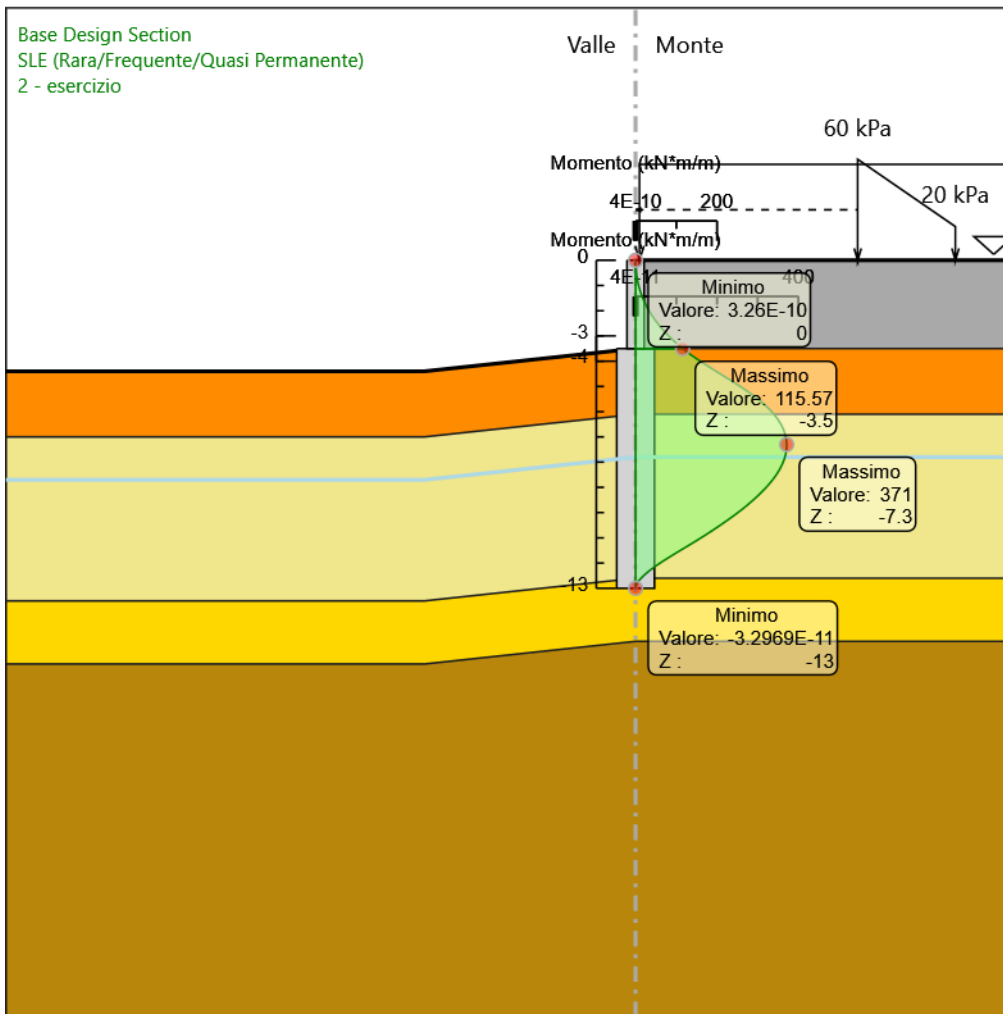 Base Design Section
SLE (Rara/Frequente/Quasi Permanente)
2 - esercizio
Valle
Monte
60 kPa
Momento (kN*m/m)
4E-10
200
20 kPa
Momento (kN*m/m)
0
4E-11
400
Minimo
Valore: 3.26E-10
Z : 0
-3
-4
Massimo
Valore: 115.57
Z : -3.5
Massimo
Valore: 371
Z : -7.3
-13
Minimo
Valore: -3.2969E-11
Z : -13